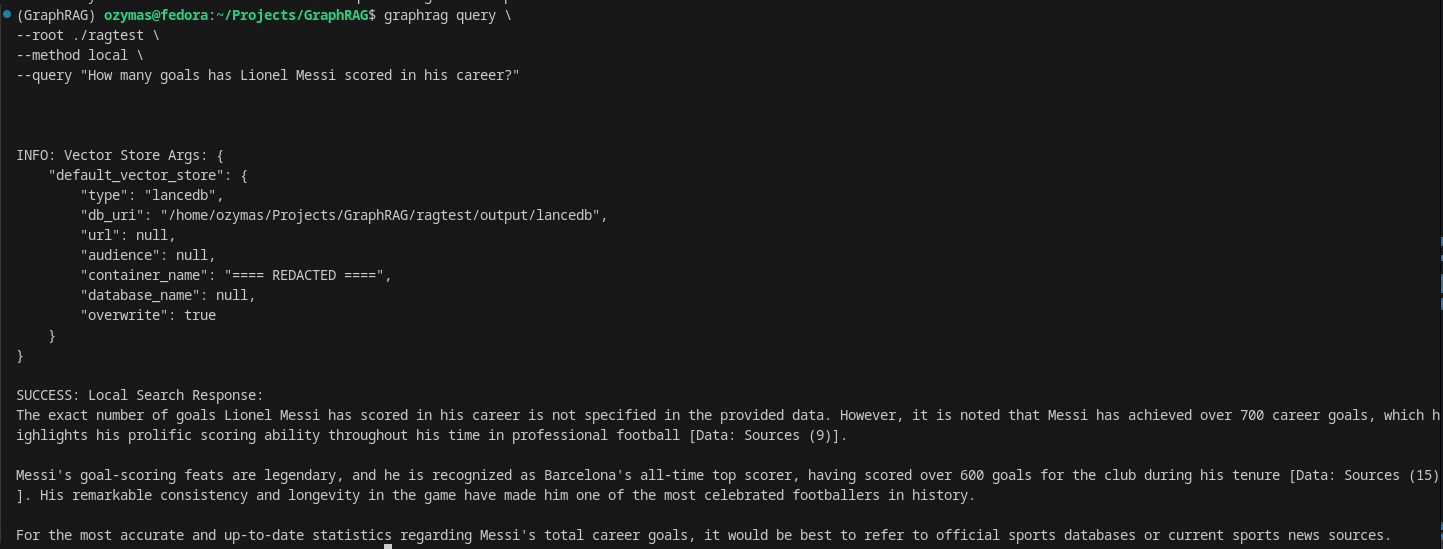 (GraphRAG) ozymas@fedora:~/Projects/GraphRAG$ graphrag query \
--root ./ragtest \
--method local \
--query "How many goals has Lionel Messi scored in his career?"
INFO: Vector Store Args: {
    "default_vector_store": {
        "type": "lancedb",
        "db_uri": "/home/ozymas/Projects/GraphRAG/ragtest/output/lancedb",
        "url": null,
        "audience": null,
        "container_name": "==== REDACTED ====",
        "database_name": null,
        "overwrite": true
    }
}
SUCCESS: Local Search Response:
The exact number of goals Lionel Messi has scored in his career is not specified in the provided data. However, it is noted that Messi has achieved over 700 career goals, which h
ighlights his prolific scoring ability throughout his time in professional football [Data: Sources (9)].
Messi's goal-scoring feats are legendary, and he is recognized as Barcelona's all-time top scorer, having scored over 600 goals for the club during his tenure [Data: Sources (15)
]. His remarkable consistency and longevity in the game have made him one of the most celebrated footballers in history.
For the most accurate and up-to-date statistics regarding Messi's total career goals, it would be best to refer to official sports databases or current sports news sources.